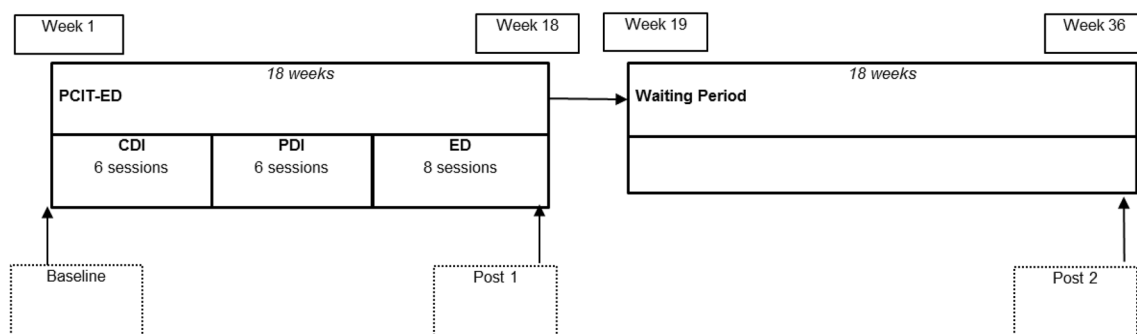 Week 1
Week 18
Week 19
Week 36
18 weeks
PCIT-ED
18 weeks
Waiting Period
CDI
6 sessions
PDI
6 sessions
ED
8 sessions
Baseline
Post 1
Post 2